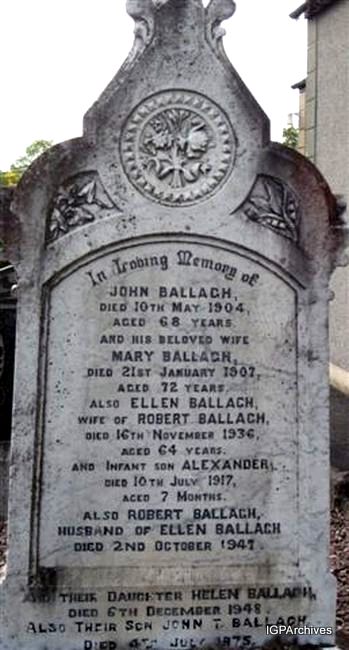 In Loving Memory of
JOHN BALLAGH,
DIED 10TH MAY 1904,
AGED 68 YEARS.
AND HIS BELOVED WIFE
MARY BALLAGH,
DIED 21ST JANUARY 1907,
AGED 72 YEARS.
ALSO ELLEN BALLAGH,
WIFE OF ROBERT BALLAGH,
DIED 16TH NOVEMBER 1936,
AGED 64 YEARS.
AND INFANT SON ALEXANDER,
DIED 10TH JULY 1917,
AGED 7 MONTHS.
ALSO ROBERT BALLAGH,
HUSBAND OF ELLEN BALLAGH
DIED 2ND OCTOBER 1947.
AND THEIR DAUGHTER HELEN BALLAGH,
DIED 6TH DECEMBER 1948.
ALSO THEIR SON JOHN T. BALLAGH
DIED 4TH JULY 1975.
IGPArchives